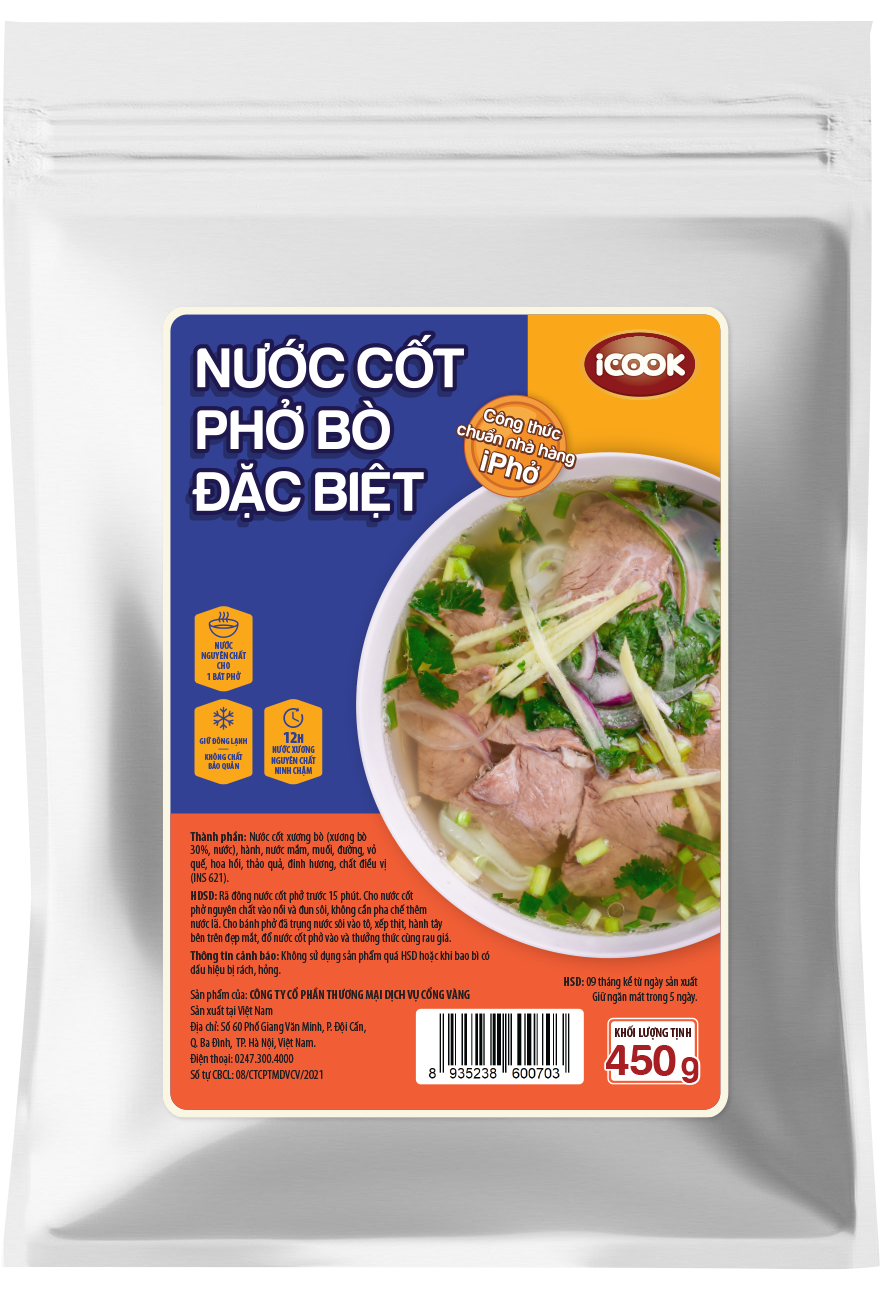 NƯỚC CỐT
PHỞ BÒ
ĐẶC BIỆT
iCOOK
Công thức
chuẩn nhà hàng
iPhở
NƯỚC
NGUYÊN CHẤT
CHO
1 BÁT PHỞ
GIỮ ĐÔNG LẠNH
KHÔNG CHẤT
BẢO QUẢN
12H
NƯỚC XƯƠNG
NGUYÊN CHẤT
NINH CHẬM
Thành phần: Nước cốt xương bò (xương bò
30%, nước), hành, nước mắm, muối, đường, vỏ
quế, hoa hồi, thảo quả, đinh hương, chất điều vị
(INS 621).
HDSD: Rã đông nước cốt phở trước 15 phút. Cho nước cốt
phở nguyên chất vào nồi và đun sôi, không cần pha chế thêm
nước lã. Cho bánh phở đã trụng nước sôi vào tô, xếp thịt, hành tây
bên trên đẹp mắt, đổ nước cốt phở vào và thưởng thức cùng rau giá.
Thông tin cảnh báo: Không sử dụng sản phẩm quá HSD hoặc khi bao bì có
dấu hiệu bị rách, hỏng.
HSD: 09 tháng kể từ ngày sản xuất
Giữ ngăn mát trong 5 ngày.
Sản phẩm của: CÔNG TY CỔ PHẦN THƯƠNG MẠI DỊCH VỤ CỔNG VÀNG
Sản xuất tại Việt Nam
Địa chỉ: Số 60 Phố Giang Văn Minh, P. Đội Cấn,
Q. Ba Đình, TP. Hà Nội, Việt Nam.
Điện thoại: 0247.300.4000
Số tự CBCL: 08/CTCPTMDVCV/2021
8 935238 600703
KHỐI LƯỢNG TỊNH
450 g